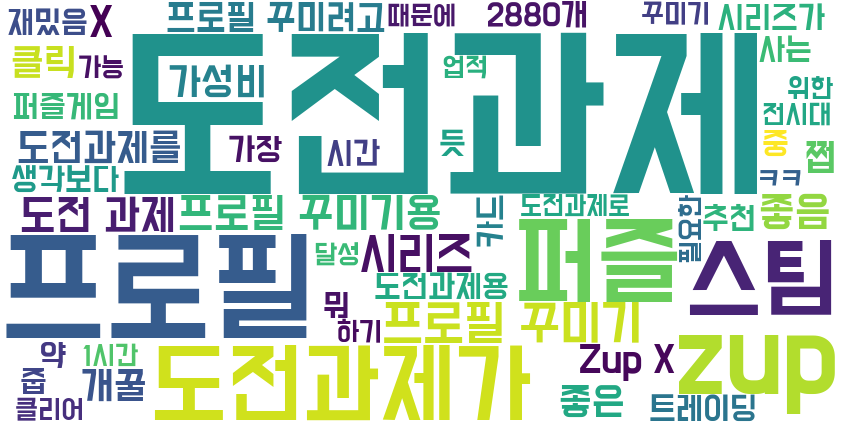 재밌음 X 프로필 꾸미려고 때문에 2880개 꾸미기 시리즈가
클릭 가능 가성비 업적 사는
퍼즐게임 도전과제 위한
전시대
도전과제를 가장 시간 듯 중 쩝
생각보다 ㅋㅋ
도전 과제 프로필 꾸미기용 카드 도전과제로 필요한 추천 좋음
프로필 달성 시리즈 퍼즐 스팀
도전과제용
뭐 하기 프로필 꾸미기
약 1시간 도전과제가 Zup X zup
줍 개꿀
클리어 좋은 트레이딩